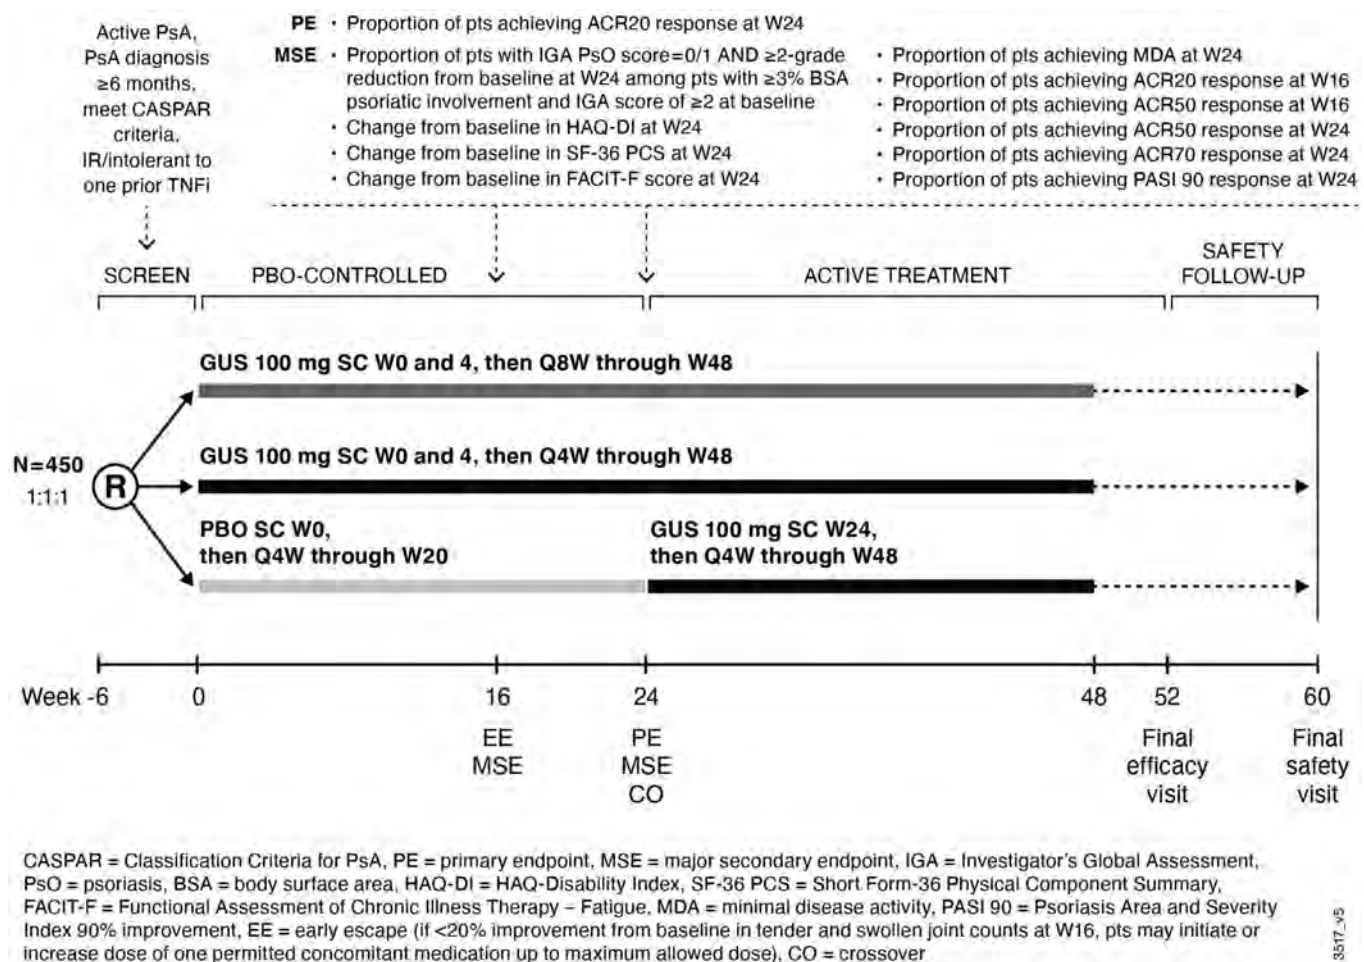 Active PsA,
PsA diagnosis
≥6 months,
meet CASPAR
criteria,
IR/intolerant to
one prior TNFi
PE · Proportion of pts achieving ACR20 response at W24
MSE · Proportion of pts with IGA PsO score=0/1 AND ≥2-grade
reduction from baseline at W24 among pts with ≥3% BSA
psoriatic involvement and IGA score of ≥2 at baseline
· Change from baseline in HAQ-DI at W24
· Change from baseline in SF-36 PCS at W24
· Change from baseline in FACIT-F score at W24
· Proportion of pts achieving MDA at W24
· Proportion of pts achieving ACR20 response at W16
· Proportion of pts achieving ACR50 response at W16
· Proportion of pts achieving ACR50 response at W24
· Proportion of pts achieving ACR70 response at W24
· Proportion of pts achieving PASI 90 response at W24
SCREEN
PBO-CONTROLLED
ACTIVE TREATMENT
SAFETY
FOLLOW-UP
GUS 100 mg SC W0 and 4, then Q8W through W48
N=450
1:1:1
R
GUS 100 mg SC W0 and 4, then Q4W through W48
PBO SC W0,
then Q4W through W20
GUS 100 mg SC W24,
then Q4W through W48
Week -6 0 16 24 48 52 60
EE
MSE
PE
MSE
CO
Final
efficacy
visit
Final
safety
visit
CASPAR = Classification Criteria for PsA, PE = primary endpoint, MSE = major secondary endpoint, IGA = Investigator's Global Assessment,
PsO = psoriasis, BSA = body surface area, HAQ-DI = HAQ-Disability Index, SF-36 PCS = Short Form-36 Physical Component Summary,
FACIT-F = Functional Assessment of Chronic Illness Therapy – Fatigue, MDA = minimal disease activity, PASI 90 = Psoriasis Area and Severity
Index 90% improvement, EE = early escape (if <20% improvement from baseline in tender and swollen joint counts at W16, pts may initiate or
increase dose of one permitted concomitant medication up to maximum allowed dose), CO = crossover
3517_v5